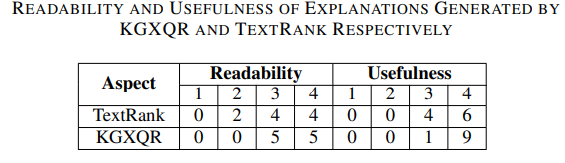 READABILITY AND USEFULNESS OF EXPLANATIONS GENERATED BY
KGXQR AND TEXTRANK RESPECTIVELY
Aspect Readability Usefulness
1 2 3 4 1 2 3 4
TextRank 0 2 4 4 0 0 4 6
KGXQR 0 0 5 5 0 0 1 9